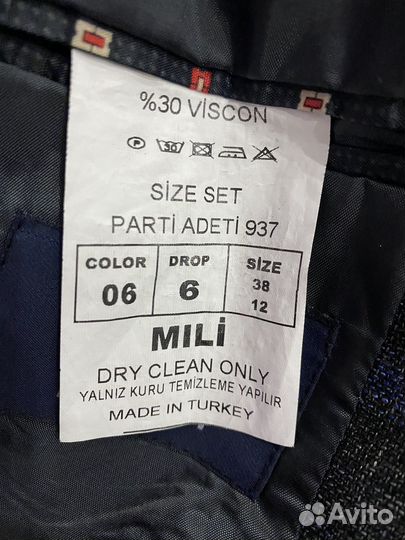 %30 VİSCON
SİZE SET
PARTİ ADETİ 937
COLOR DROP SİZE
06 6 38
12
MILİ
DRY CLEAN ONLY
YALNIZ KURU TEMİZLEME YAPILIR
MADE IN TURKEY
Avito